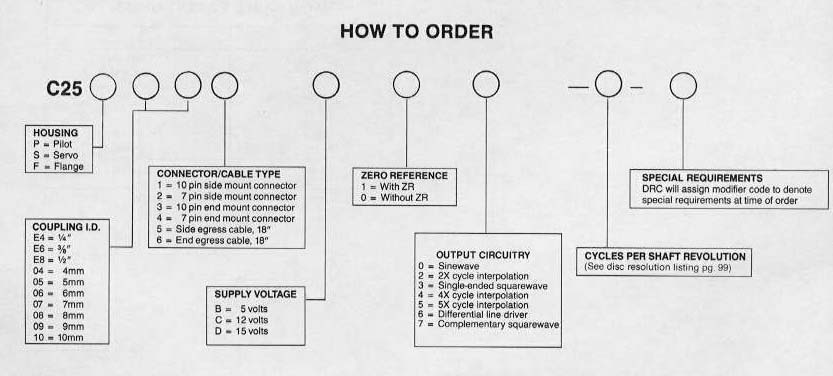 HOW TO ORDER
C25
HOUSING
P = Pilot
S = Servo
F = Flange
COUPLING I.D.
E4 = ¼"
E6 = ⅜"
E8 = ½"
04 = 4mm
05 = 5mm
06 = 6mm
07 = 7mm
08 = 8mm
09 = 9mm
10 = 10mm
CONNECTOR/CABLE TYPE
1 = 10 pin side mount connector
2 = 7 pin side mount connector
3 = 10 pin end mount connector
4 = 7 pin end mount connector
5 = Side egress cable, 18"
6 = End egress cable, 18"
SUPPLY VOLTAGE
B = 5 volts
C = 12 volts
D = 15 volts
ZERO REFERENCE
1 = With ZR
0 = Without ZR
OUTPUT CIRCUITRY
0 = Sinewave
2 = 2X cycle interpolation
3 = Single-ended squarewave
4 = 4X cycle interpolation
5 = 5X cycle interpolation
6 = Differential line driver
7 = Complementary squarewave
CYCLES PER SHAFT REVOLUTION
(See disc resolution listing pg. 99)
SPECIAL REQUIREMENTS
DRC will assign modifier code to denote
special requirements at time of order